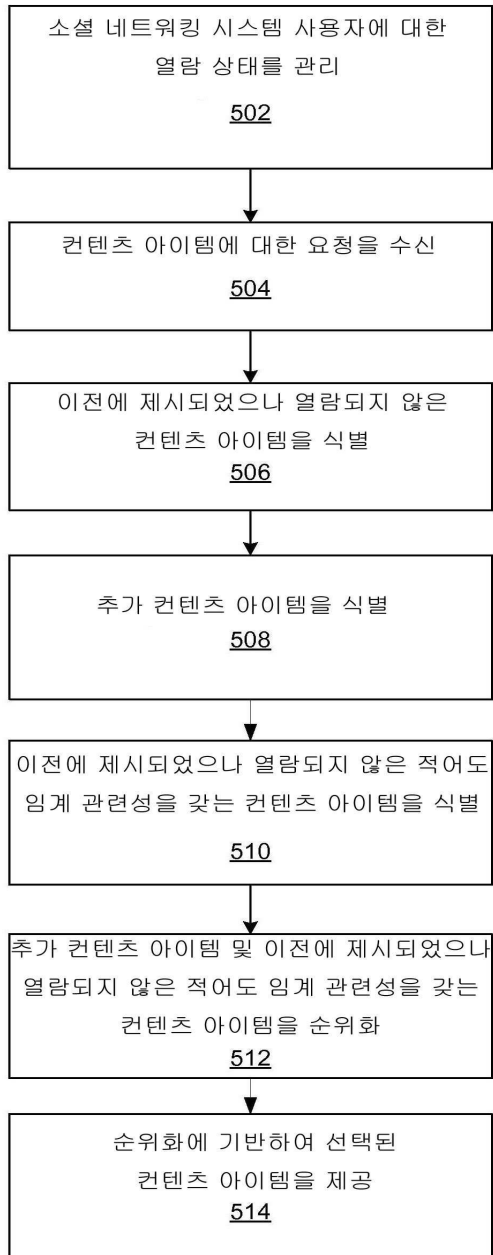 소셜 네트워킹 시스템 사용자에 대한
열람 상태를 관리
502
컨텐츠 아이템에 대한 요청을 수신
504
이전에 제시되었으나 열람되지 않은
컨텐츠 아이템을 식별
506
추가 컨텐츠 아이템을 식별
508
이전에 제시되었으나 열람되지 않은 적어도
임계 관련성을 갖는 컨텐츠 아이템을 식별
510
추가 컨텐츠 아이템 및 이전에 제시되었으나
열람되지 않은 적어도 임계 관련성을 갖는
컨텐츠 아이템을 순위화
512
순위화에 기반하여 선택된
컨텐츠 아이템을 제공
514